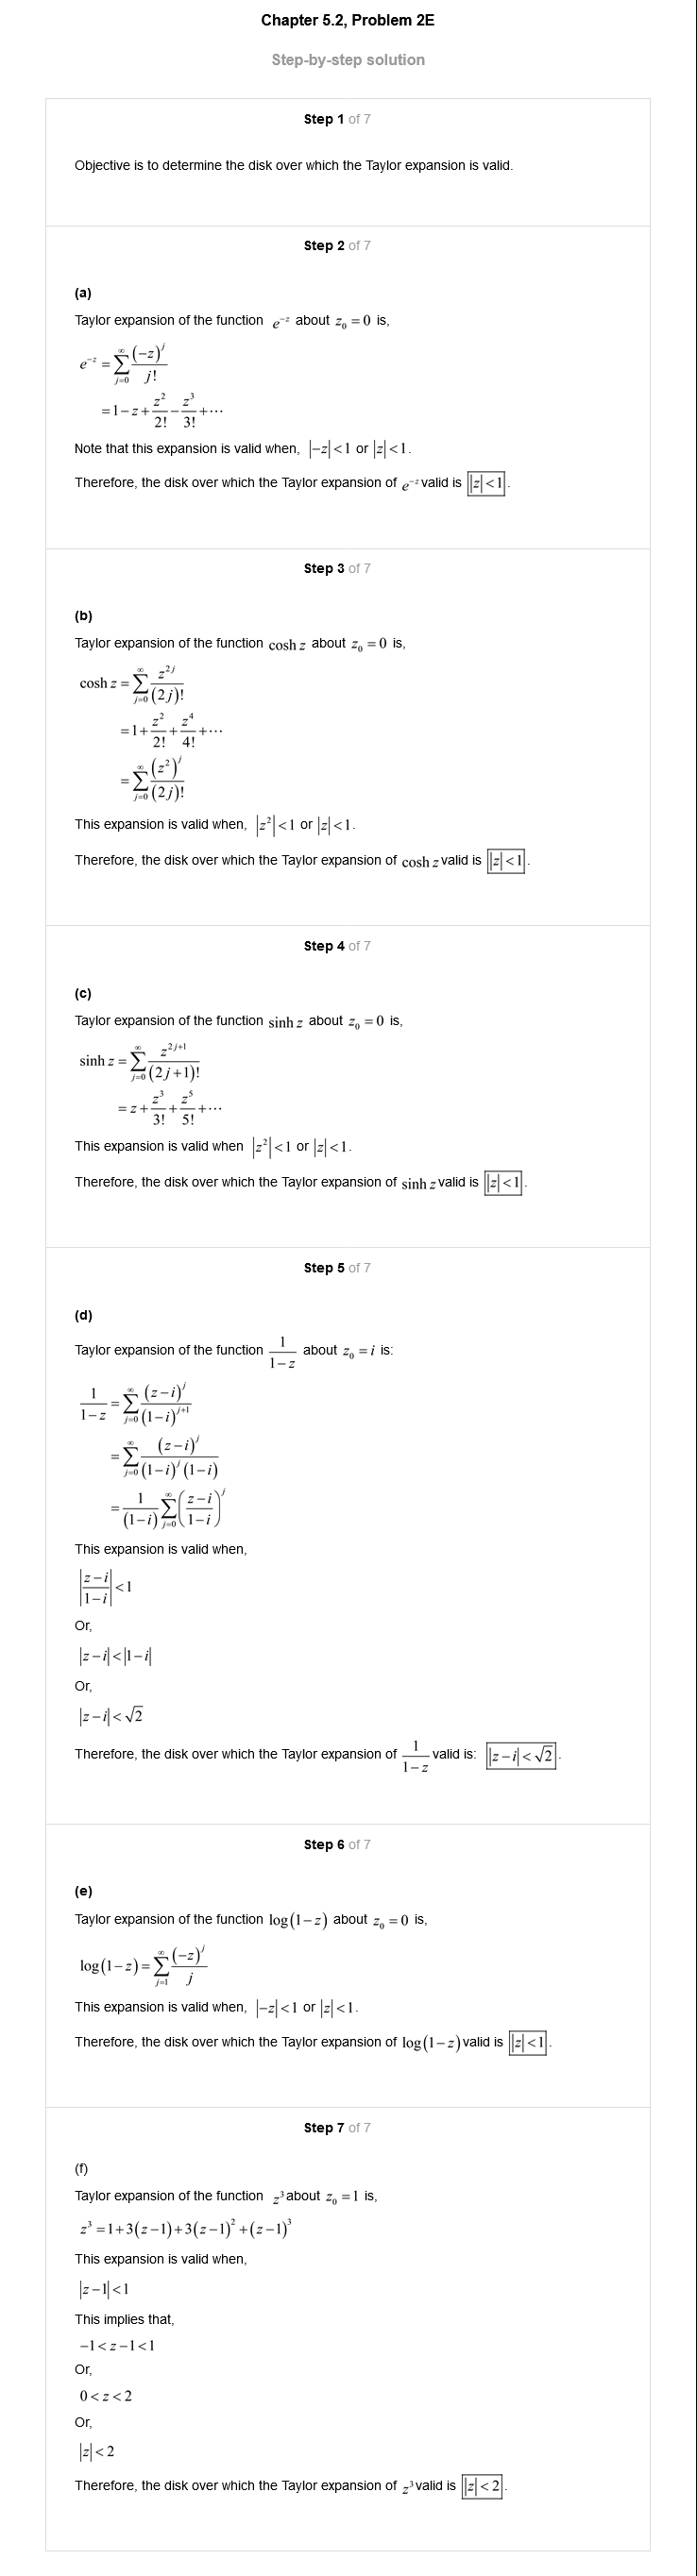 Chapter 5.2, Problem 2E
Step-by-step solution
Step 1 of 7
Objective is to determine the disk over which the Taylor expansion is valid.
Step 2 of 7
(a)
Taylor expansion of the function e^{-z} about z_0 = 0 is,
e^{-z} = \sum_{j=0}^{\infty} \frac{(-z)^j}{j!}
= 1 - z + \frac{z^2}{2!} - \frac{z^3}{3!} + \cdots
Note that this expansion is valid when, |-z| < 1 or |z| < 1.
Therefore, the disk over which the Taylor expansion of e^{-z} valid is |z| < 1.
Step 3 of 7
(b)
Taylor expansion of the function cosh z about z_0 = 0 is,
cosh z = \sum_{j=0}^{\infty} \frac{z^{2j}}{(2j)!}
= 1 + \frac{z^2}{2!} + \frac{z^4}{4!} + \cdots
= \sum_{j=0}^{\infty} \frac{(z^2)^j}{(2j)!}
This expansion is valid when, |z^2| < 1 or |z| < 1.
Therefore, the disk over which the Taylor expansion of cosh z valid is |z| < 1.
Step 4 of 7
(c)
Taylor expansion of the function sinh z about z_0 = 0 is,
sinh z = \sum_{j=0}^{\infty} \frac{z^{2j+1}}{(2j+1)!}
= z + \frac{z^3}{3!} + \frac{z^5}{5!} + \cdots
This expansion is valid when |z^2| < 1 or |z| < 1.
Therefore, the disk over which the Taylor expansion of sinh z valid is |z| < 1.
Step 5 of 7
(d)
Taylor expansion of the function \frac{1}{1-z} about z_0 = i is:
\frac{1}{1-z} = \sum_{j=0}^{\infty} \frac{(z-i)^j}{(1-i)^{j+1}}
= \sum_{j=0}^{\infty} \frac{(z-i)^j}{(1-i)^j (1-i)}
= \frac{1}{(1-i)} \sum_{j=0}^{\infty} \left(\frac{z-i}{1-i}\right)^j
This expansion is valid when,
\left|\frac{z-i}{1-i}\right| < 1
Or,
|z-i| < |1-i|
Or,
|z-i| < \sqrt{2}
Therefore, the disk over which the Taylor expansion of \frac{1}{1-z} valid is: |z-i| < \sqrt{2}.
Step 6 of 7
(e)
Taylor expansion of the function log(1-z) about z_0 = 0 is,
log(1-z) = \sum_{j=1}^{\infty} \frac{(-z)^j}{j}
This expansion is valid when, |-z| < 1 or |z| < 1.
Therefore, the disk over which the Taylor expansion of log(1-z) valid is |z| < 1.
Step 7 of 7
(f)
Taylor expansion of the function z^3 about z_0 = 1 is,
z^3 = 1 + 3(z-1) + 3(z-1)^2 + (z-1)^3
This expansion is valid when,
|z-1| < 1
This implies that,
-1 < z-1 < 1
Or,
0 < z < 2
Or,
|z| < 2
Therefore, the disk over which the Taylor expansion of z^3 valid is |z| < 2.